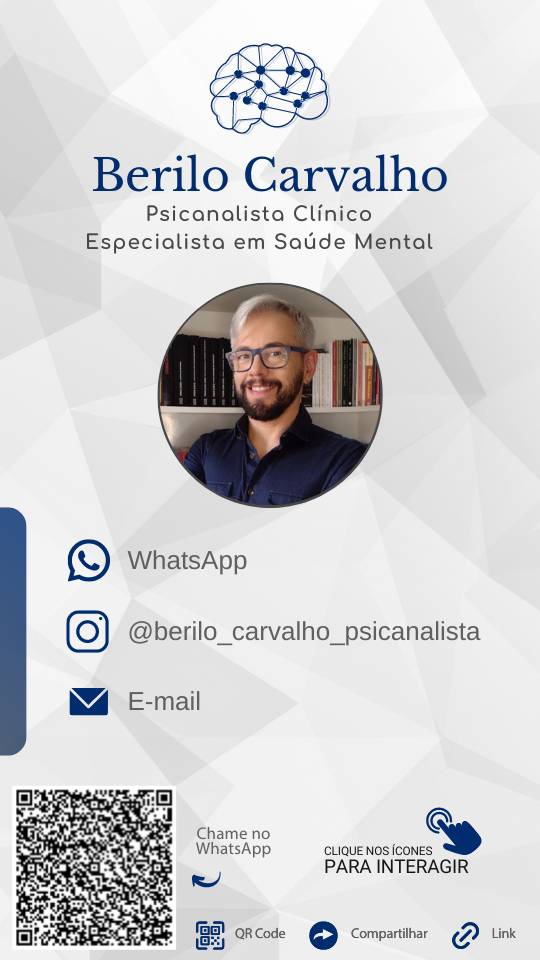 Berilo Carvalho
Psicanalista Clínico
Especialista em Saúde Mental
WhatsApp
@berilo_carvalho_psicanalista
E-mail
Chame no
WhatsApp
CLIQUE NOS ÍCONES
PARA INTERAGIR
QR Code
Compartilhar
Link